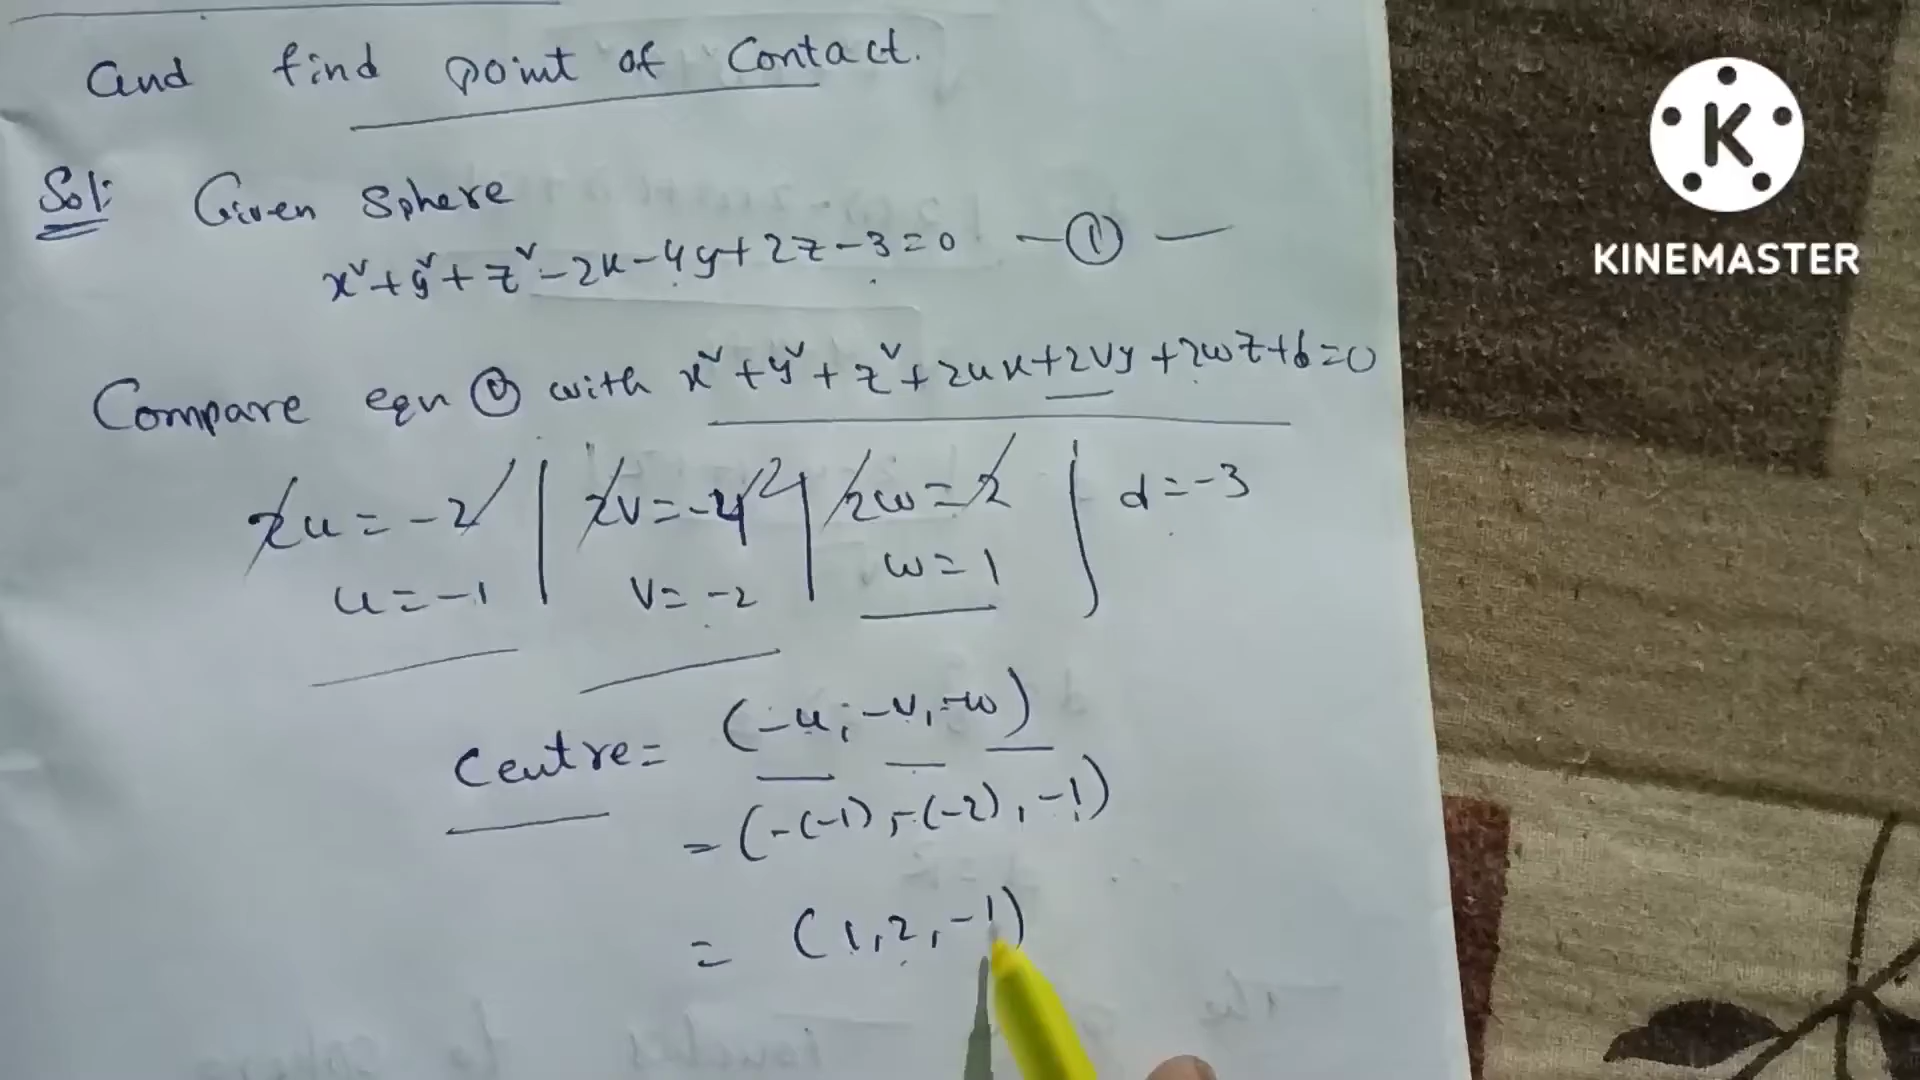 and find point of Contact.
Sol: Given Sphere
x² + y² + z² - 2x - 4y + 2z - 3 = 0 — ① —
Compare eqn ① with x² + y² + z² + 2ux + 2vy + 2wz + d = 0
2u = -2 | 2v = -4 2 | 2w = 2 | d = -3
u = -1 | v = -2 | w = 1
Centre = (-u, -v, -w)
= (-(-1), -(-2), -1)
= (1, 2, -1)
K
KINEMASTER